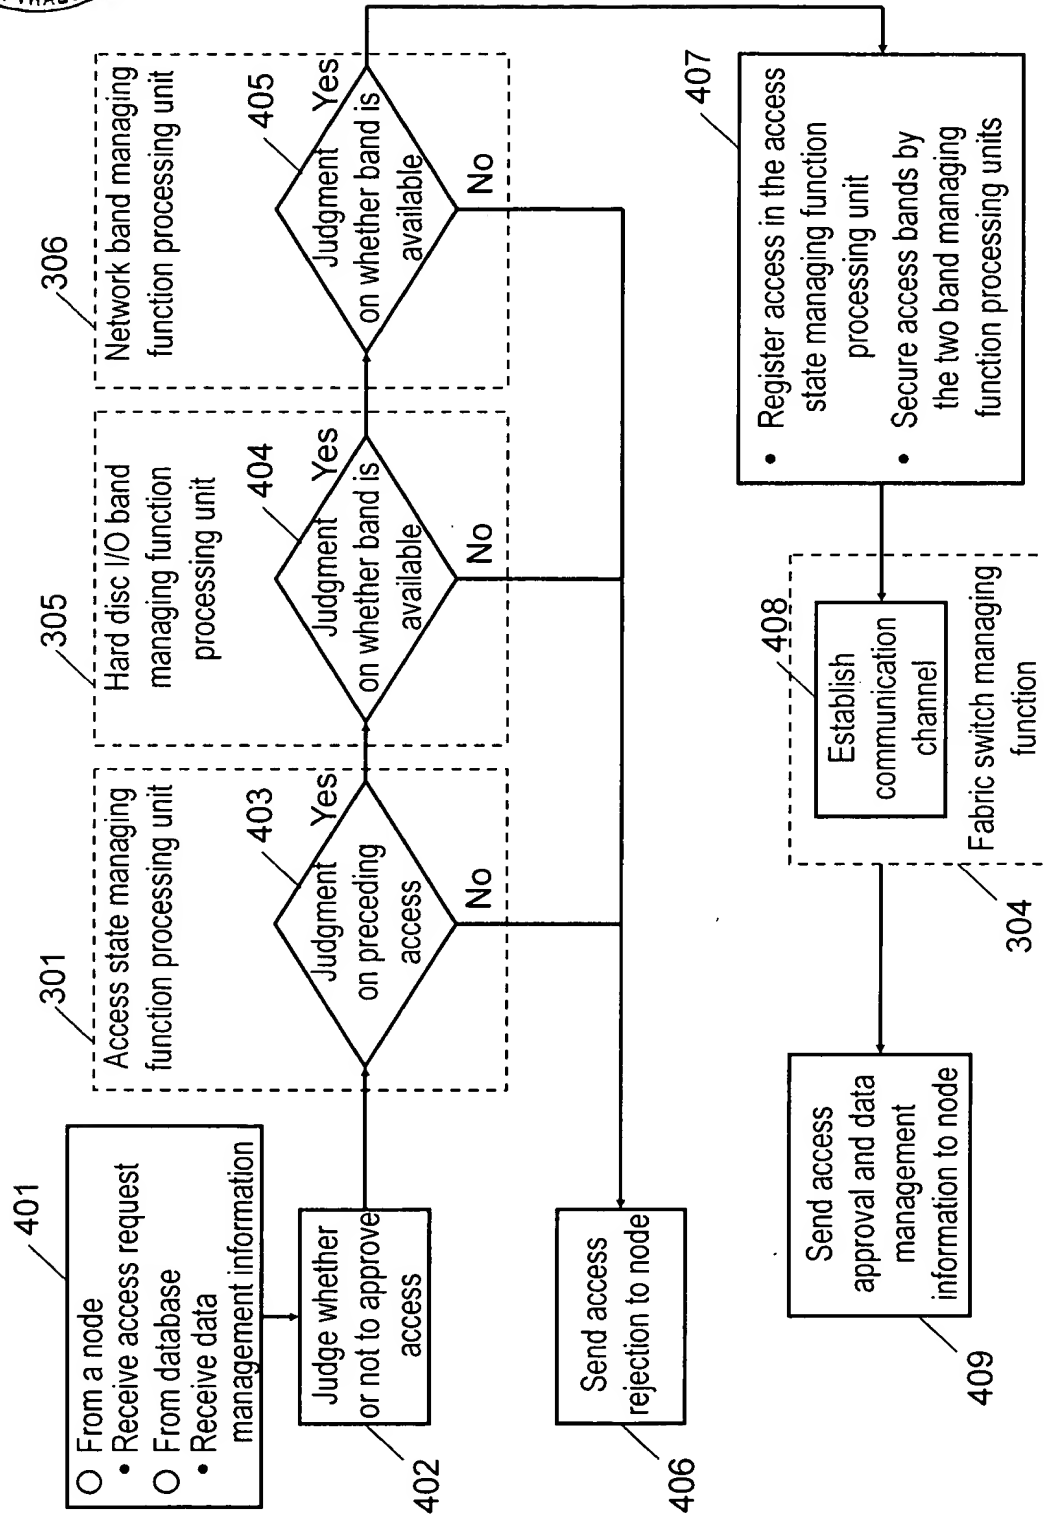 401
○ From a node
• Receive access request
○ From database
• Receive data
management information
402
Judge whether
or not to approve
access
301
Access state managing
function processing unit
403
Judgment
on preceding
access
Yes
No
305
Hard disc I/O band
managing function
processing unit
404
Judgment
on whether band is
available
Yes
No
306
Network band managing
function processing unit
405
Judgment
on whether band is
available
Yes
No
406
Send access
rejection to node
407
• Register access in the access
state managing function
processing unit
• Secure access bands by
the two band managing
function processing units
408
Establish
communication
channel
Fabric switch managing
function
304
409
Send access
approval and data
management
information to node